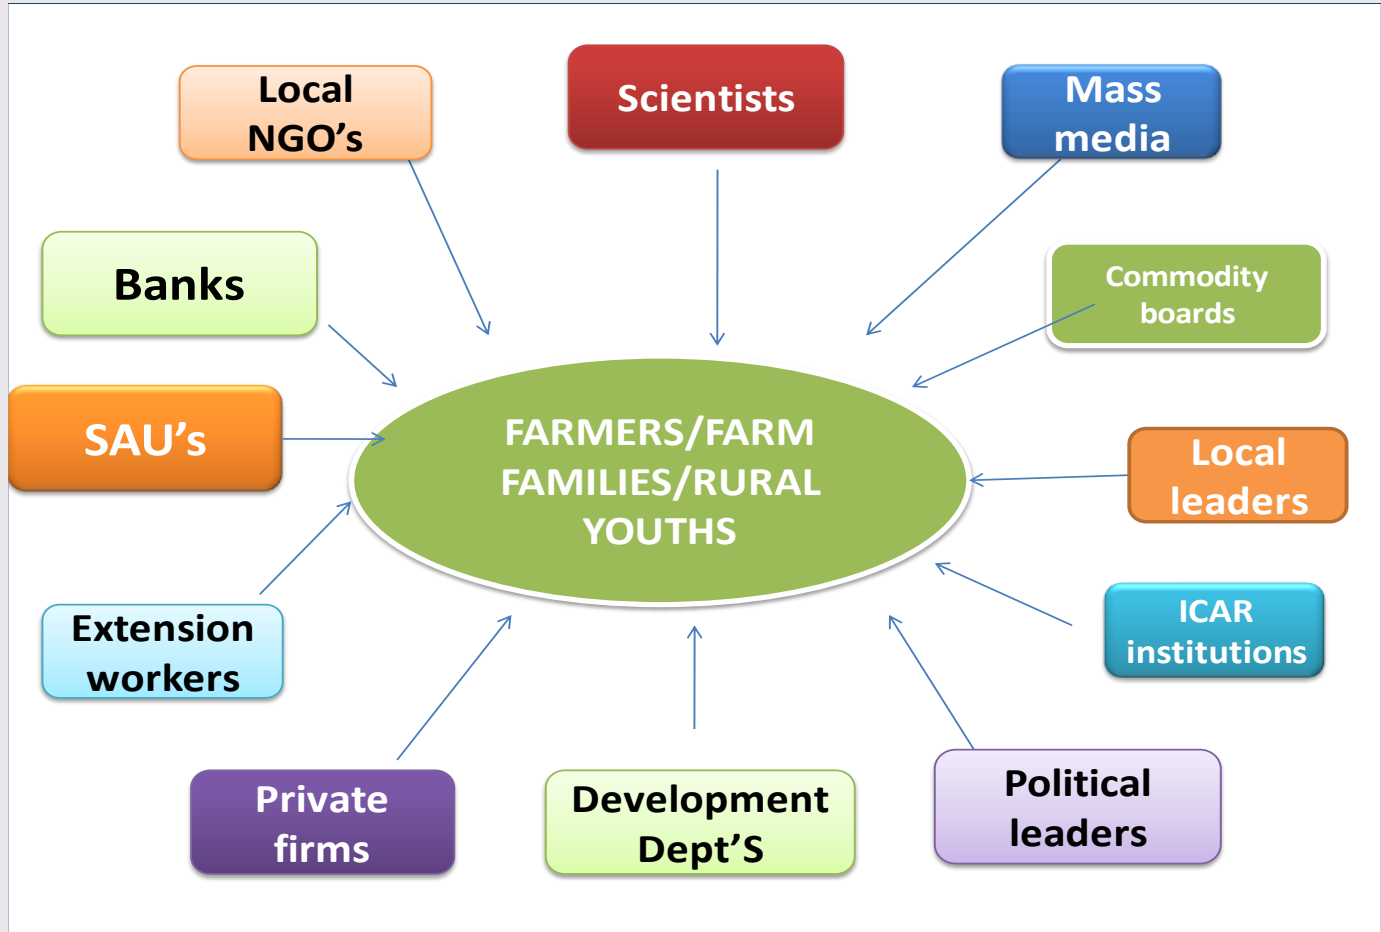 Local
NGO’s
Scientists
Mass
media
Banks
Commodity
boards
SAU’s
FARMERS/FARM
FAMILIES/RURAL
YOUTHS
Local
leaders
Extension
workers
ICAR
institutions
Private
firms
Development
Dept’S
Political
leaders